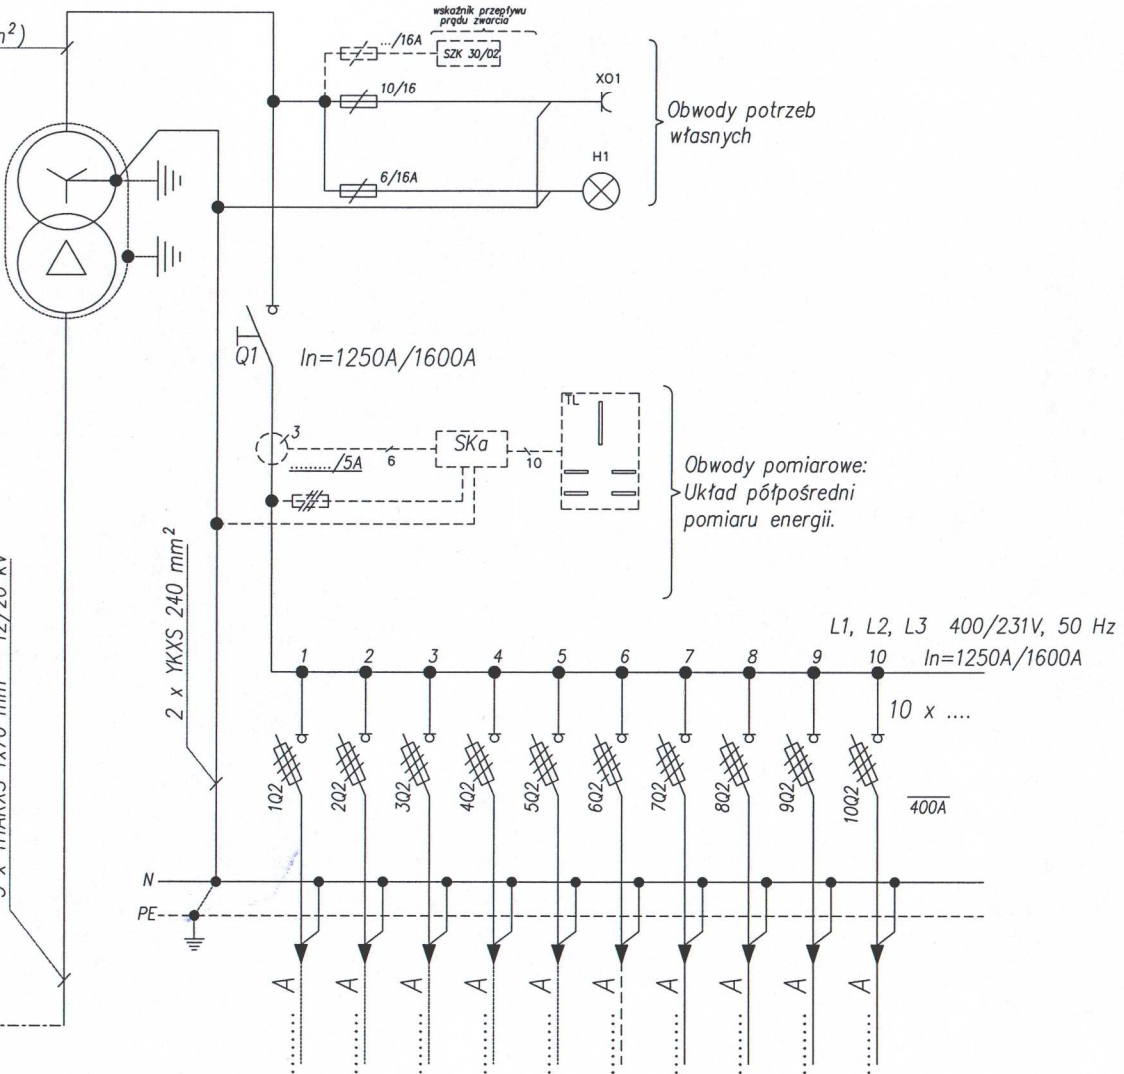 wskaźnik przepływu
prądu zwarcia
.../16A
SZK 30/02
10/16
X01
Obwody potrzeb
własnych
6/16A
H1
Q1
In=1250A/1600A
3
........./5A
6
SKa
10
TL
Obwody pomiarowe:
Układ półpośredni
pomiaru energii.
2 x YKXS 240 mm²
12/20 kV
L1, L2, L3 400/231V, 50 Hz
In=1250A/1600A
1 2 3 4 5 6 7 8 9 10
10 x ....
1Q2 2Q2 3Q2 4Q2 5Q2 6Q2 7Q2 8Q2 9Q2 10Q2
400A
N
PE
........ A ........ A ........ A ........ A ........ A ........ A ........ A ........ A ........ A ........ A